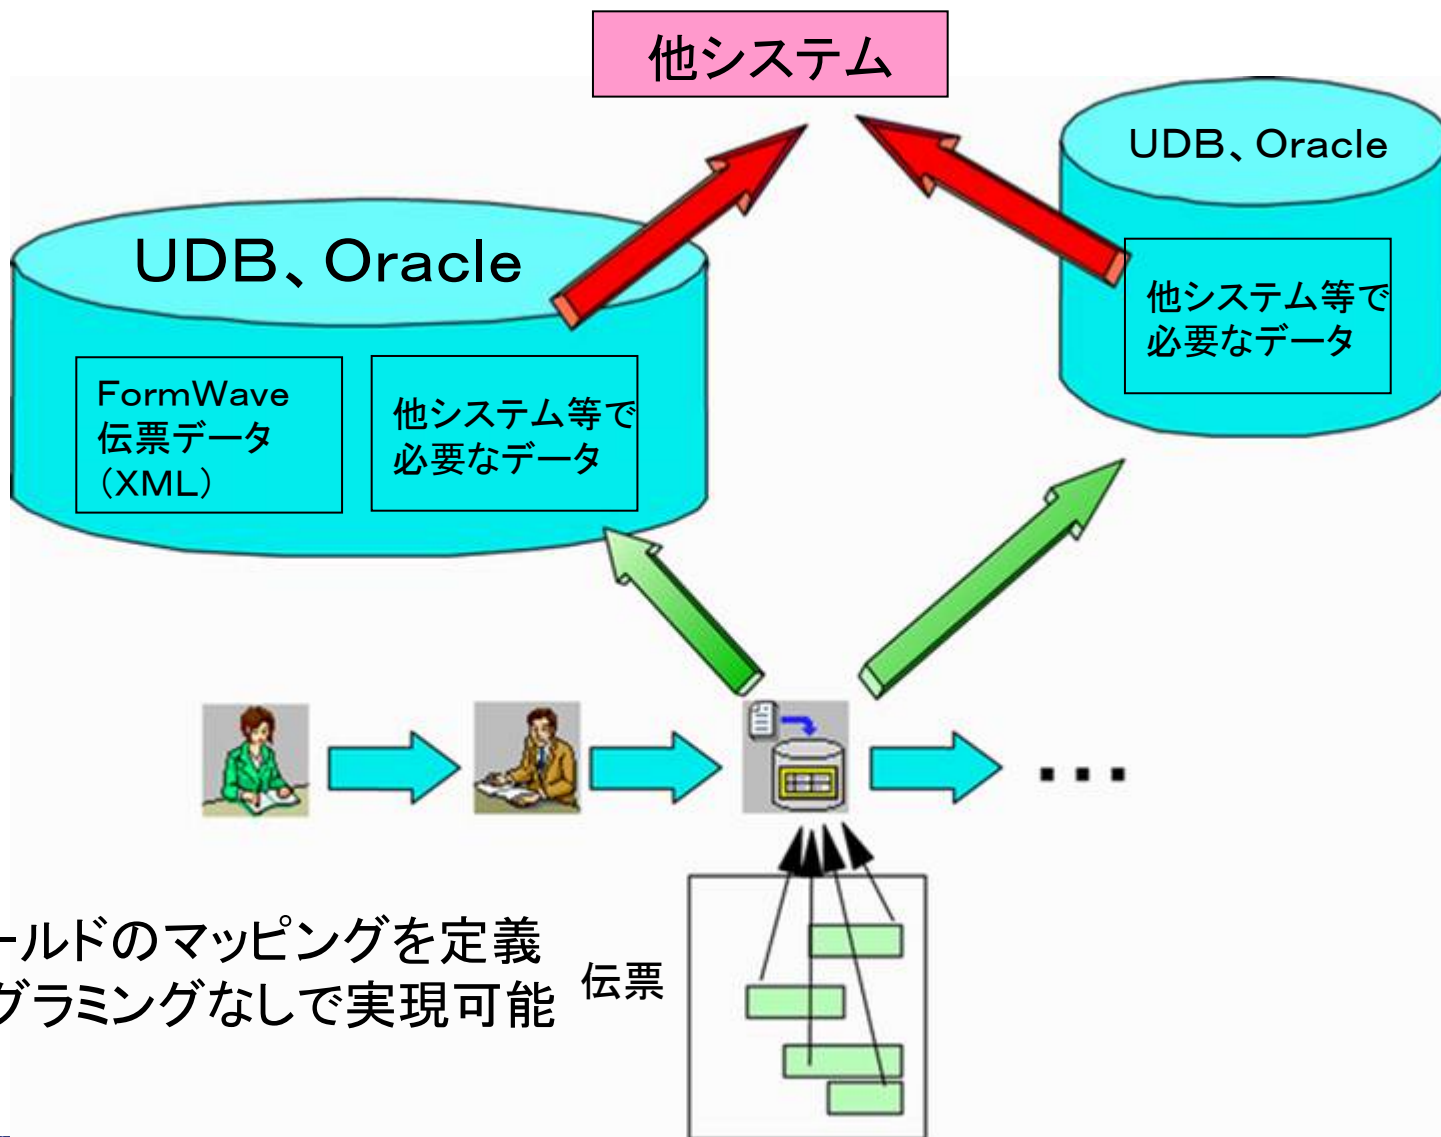 他システム
UDB、Oracle
UDB、Oracle
他システム等で
必要なデータ
FormWave
伝票データ
（XML）
他システム等で
必要なデータ
ールドのマッピングを定義
グラミングなしで実現可能
伝票